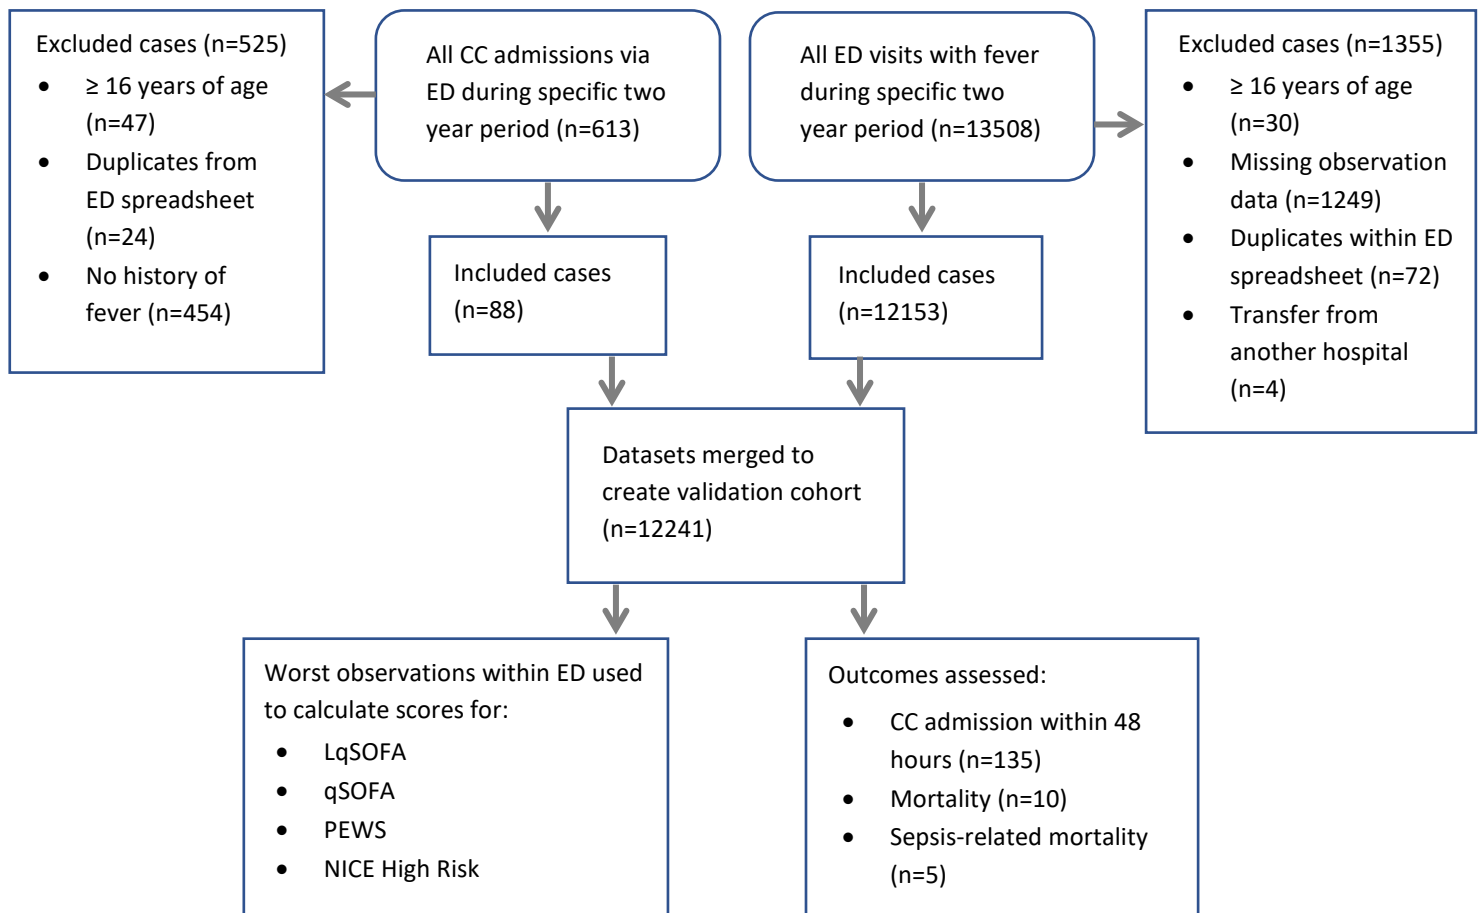 Excluded cases (n=525)
• ≥ 16 years of age
(n=47)
• Duplicates from
ED spreadsheet
(n=24)
• No history of
fever (n=454)
All CC admissions via
ED during specific two
year period (n=613)
All ED visits with fever
during specific two
year period (n=13508)
Excluded cases (n=1355)
• ≥ 16 years of age
(n=30)
• Missing observation
data (n=1249)
• Duplicates within ED
spreadsheet (n=72)
• Transfer from
another hospital
(n=4)
Included cases
(n=88)
Included cases
(n=12153)
Datasets merged to
create validation cohort
(n=12241)
Worst observations within ED used
to calculate scores for:
• LqSOFA
• qSOFA
• PEWS
• NICE High Risk
Outcomes assessed:
• CC admission within 48
hours (n=135)
• Mortality (n=10)
• Sepsis-related mortality
(n=5)